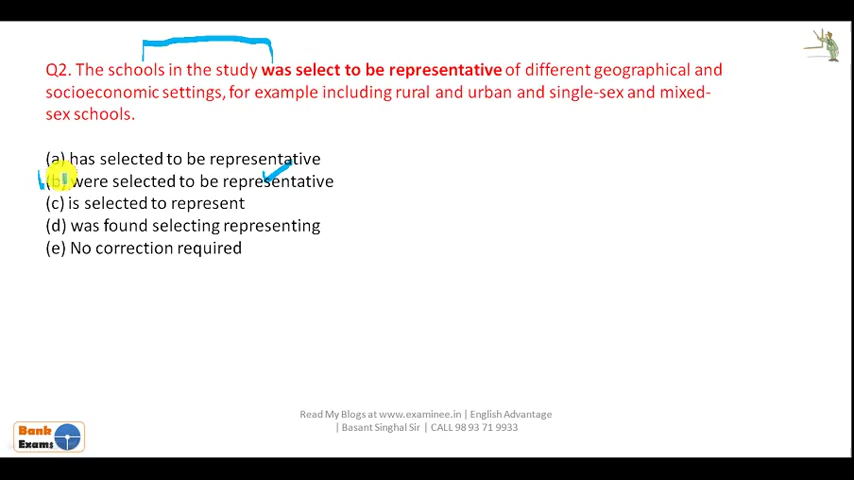 Q2. The schools in the study was select to be representative of different geographical and
socioeconomic settings, for example including rural and urban and single-sex and mixed-
sex schools.
(a) has selected to be representative
(b) were selected to be representative
(c) is selected to represent
(d) was found selecting representing
(e) No correction required
Read My Blogs at www.examinee.in | English Advantage
| Basant Singhal Sir | CALL 98 93 71 9933
Bank
Exams